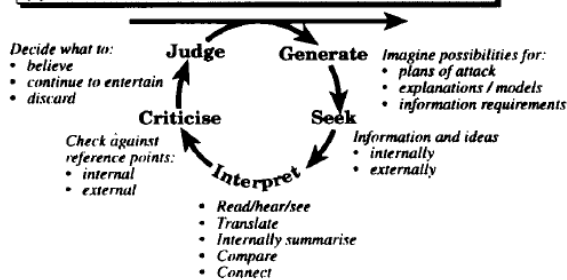 Decide what to:
• believe
• continue to entertain
• discard
Judge
Generate
Imagine possibilities for:
• plans of attack
• explanations / models
• information requirements
Criticise
Seek
Check against
reference points:
• internal
• external
Information and ideas
• internally
• externally
Interpret
• Read/hear/see
• Translate
• Internally summarise
• Compare
• Connect